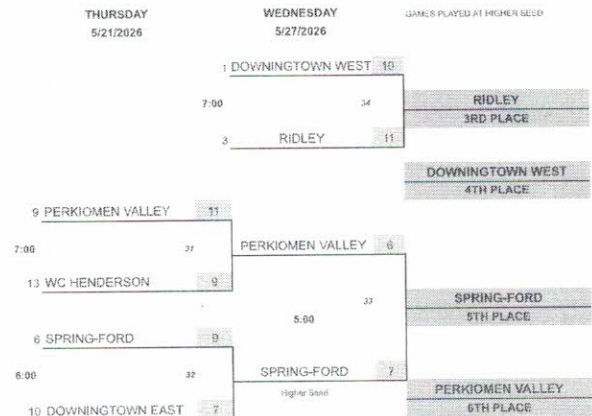 THURSDAY
5/21/2026
WEDNESDAY
5/27/2026
GAMES PLAYED AT HIGHER SEED
1 DOWNINGTOWN WEST 10
7:00 34
3 RIDLEY 11
RIDLEY
3RD PLACE
DOWNINGTOWN WEST
4TH PLACE
9 PERKIOMEN VALLEY 11
7:00 31
13 WC HENDERSON 9
PERKIOMEN VALLEY 6
5:00 33
SPRING-FORD
5TH PLACE
6 SPRING-FORD 9
6:00 32
10 DOWNINGTOWN EAST 7
SPRING-FORD 7
Higher Seed
PERKIOMEN VALLEY
6TH PLACE